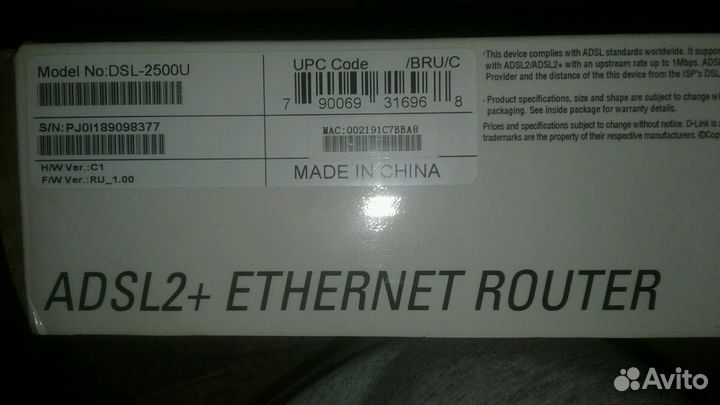 Model No:DSL-2500U
UPC Code /BRU/C
7 90069 31696 8
S/N:PJ0I189098377
MAC:002191C7BBA8
H/W Ver.:C1
F/W Ver.:RU_1.00
MADE IN CHINA
*This device complies with ADSL standards worldwide. It suppor
with ADSL2/ADSL2+ with an upstream rate up to 1Mbps. ADS
Provider and the distance of the this device from the ISP's DSL
- Product specifications, size and shape are subject to change wi
packaging. See inside package for warranty details.
Prices and specifications subject to change without notice. D-Link a
trademarks are the property of their respective manufacturers. ©Cop
ADSL2+ ETHERNET ROUTER
Avito